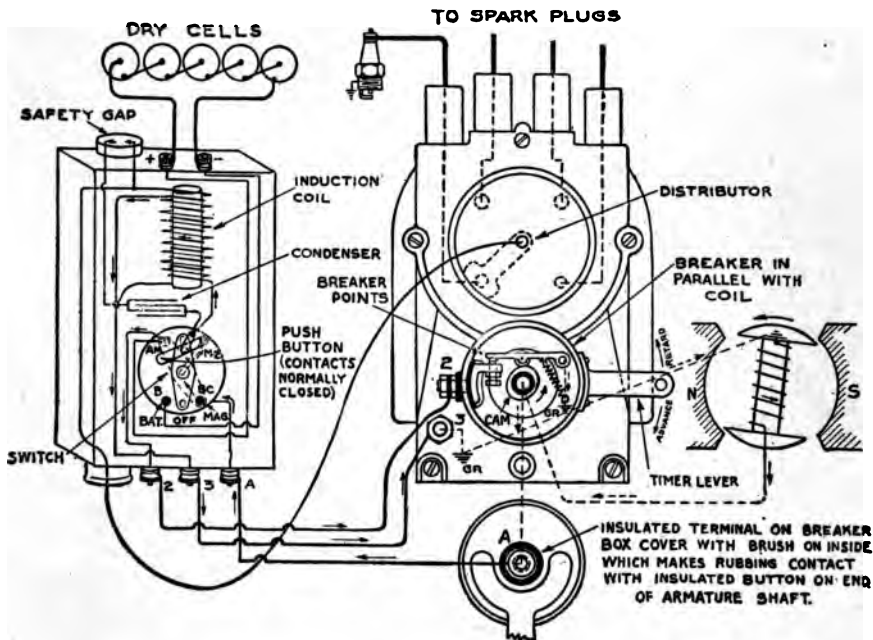 TO SPARK PLUGS
DRY CELLS
SAFETY GAP
+
-
INDUCTION
COIL
DISTRIBUTOR
CONDENSER
BREAKER
POINTS
BREAKER IN
PARALLEL WITH
COIL
PUSH
BUTTON
(CONTACTS
NORMALLY
CLOSED)
RETARD
ADVANCE
N
S
2
CAM
GR.
3
GR.
B
BAT.
OFF
MAG.
SWITCH
2
3
A
TIMER LEVER
A
INSULATED TERMINAL ON BREAKER
BOX COVER WITH BRUSH ON INSIDE
WHICH MAKES RUBBING CONTACT
WITH INSULATED BUTTON ON END
OF ARMATURE SHAFT.